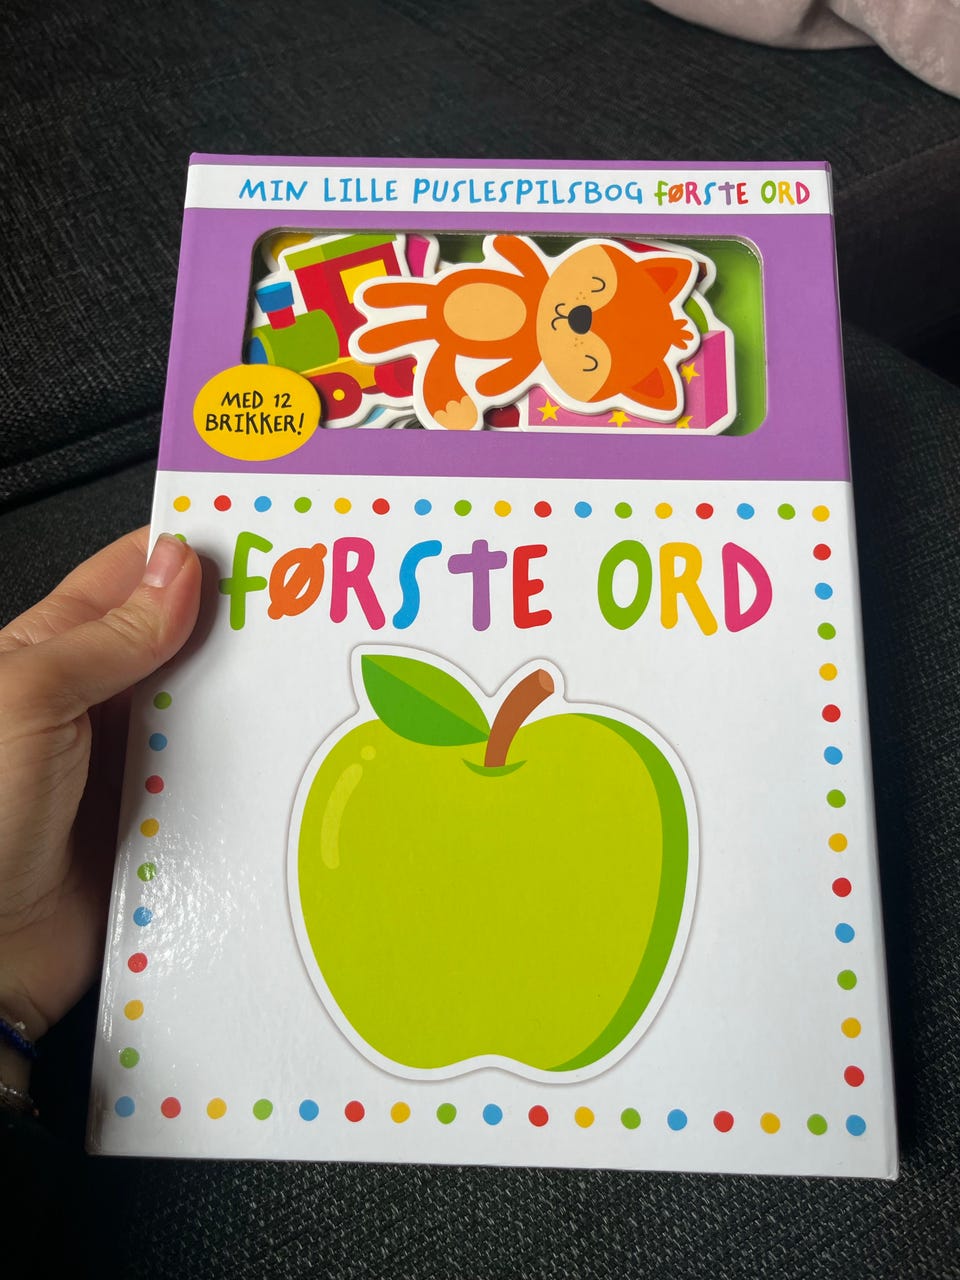 MIN LILLE PUSLESPILSBOG FØRSTE ORD
MED 12
BRIKKER!
FØRSTE ORD